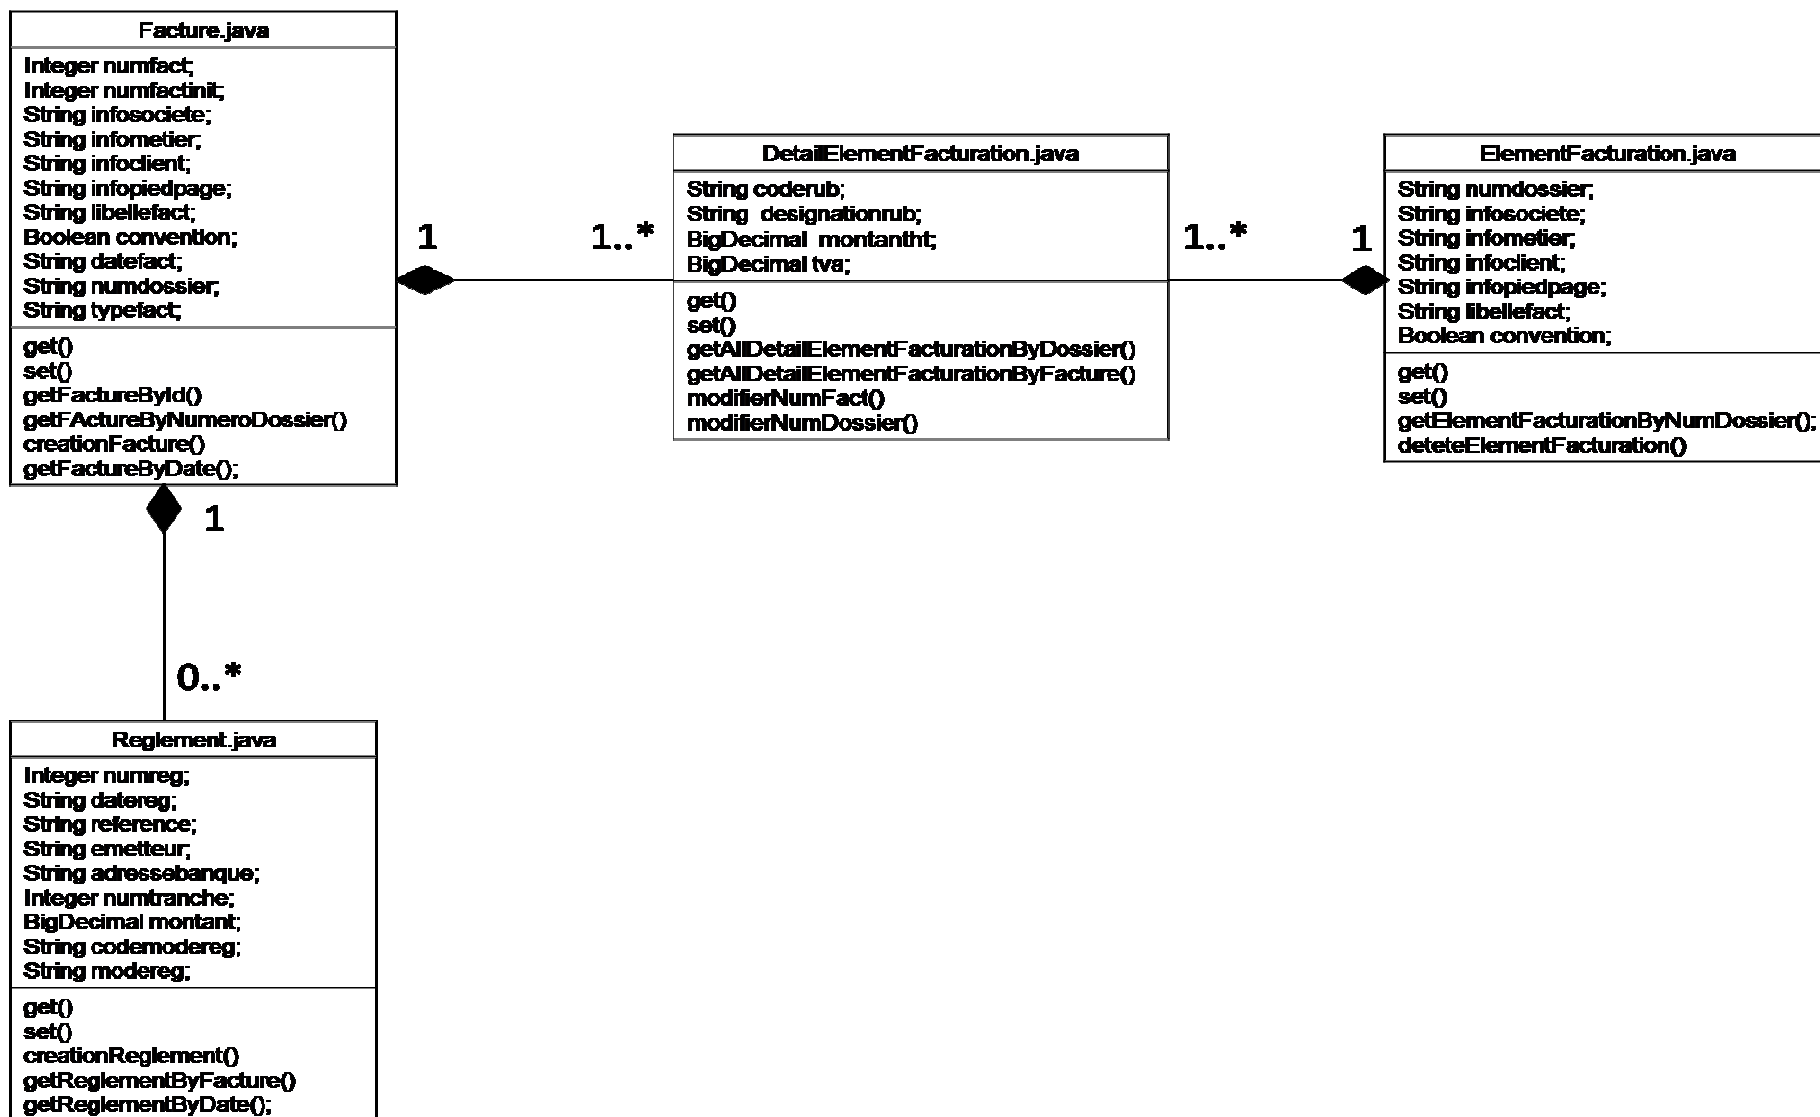 Facture.java
Integer numfact;
Integer numfactinit;
String infosociete;
String infometier;
String infoclient;
String infopiedpage;
String libellefact;
Boolean convention;
String datefact;
String numdossier;
String typefact;
get()
set()
getFactureById()
getFActureByNumeroDossier()
creationFacture()
getFactureByDate();
1
1..*
DetailElementFacturation.java
String coderub;
String designationrub;
BigDecimal montantht;
BigDecimal tva;
get()
set()
getAllDetailElementFacturationByDossier()
getAllDetailElementFacturationByFacture()
modifierNumFact()
modifierNumDossier()
1..*
1
ElementFacturation.java
String numdossier;
String infosociete;
String infometier;
String infoclient;
String infopiedpage;
String libellefact;
Boolean convention;
get()
set()
getElementFacturationByNumDossier();
deteteElementFacturation()
1
0..*
Reglement.java
Integer numreg;
String datereg;
String reference;
String emetteur;
String adressebanque;
Integer numtranche;
BigDecimal montant;
String codemodereg;
String modereg;
get()
set()
creationReglement()
getReglementByFacture()
getReglementByDate();